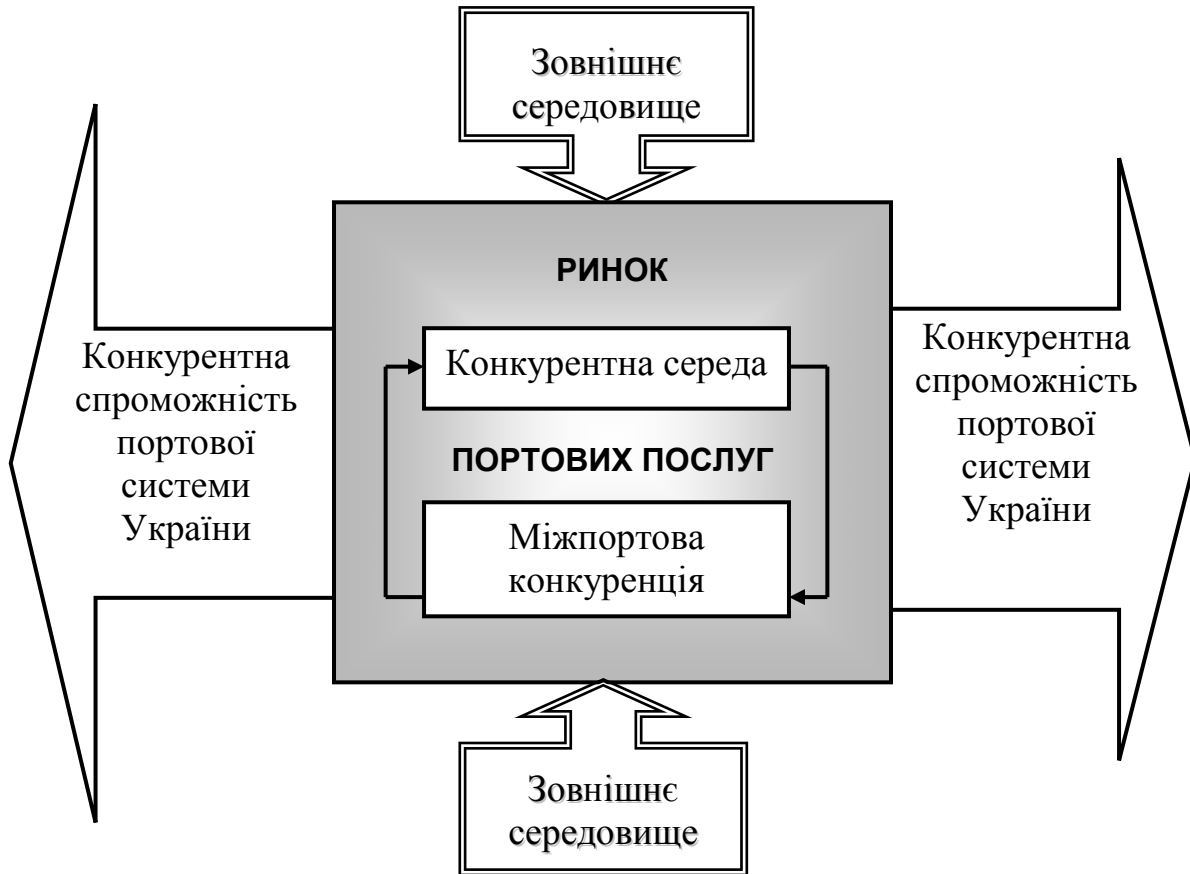 Зовнішнє
середовище
РИНОК
Конкурентна
спроможність
портової
системи
України
Конкурентна середа
ПОРТОВИХ ПОСЛУГ
Міжпортова
конкуренція
Конкурентна
спроможність
портової
системи
України
Зовнішнє
середовище